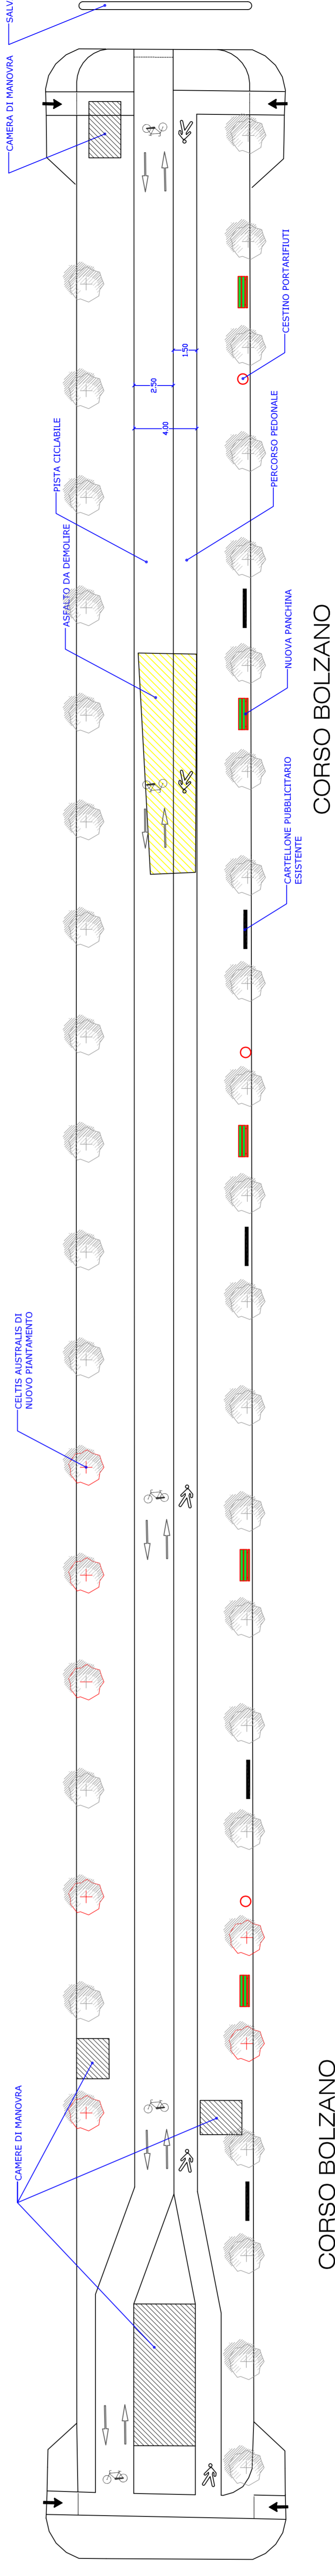 SALV
CAMERA DI MANOVRA
CESTINO PORTARIFIUTI
1.50
2.50
4.00
PISTA CICLABILE
PERCORSO PEDONALE
ASFALTO DA DEMOLIRE
NUOVA PANCHINA
CORSO BOLZANO
CARTELLONE PUBBLICITARIO
ESISTENTE
CELTIS AUSTRALIS DI
NUOVO PIANTAMENTO
CAMERE DI MANOVRA
CORSO BOLZANO